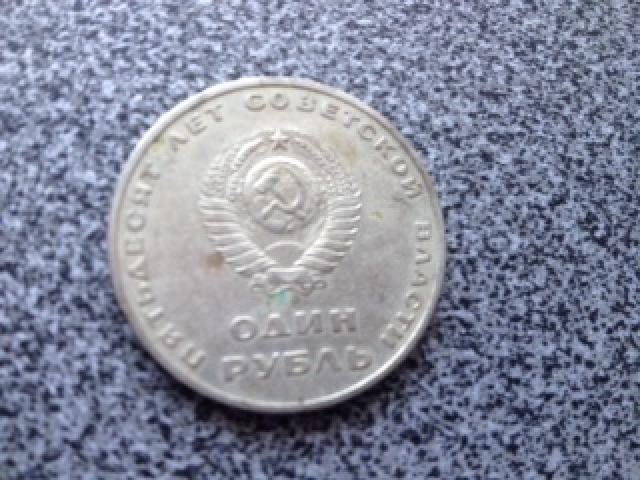 ПЯТЬДЕСЯТ ЛЕТ СОВЕТСКОЙ ВЛАСТИ
ОДИН
РУБЛЬ